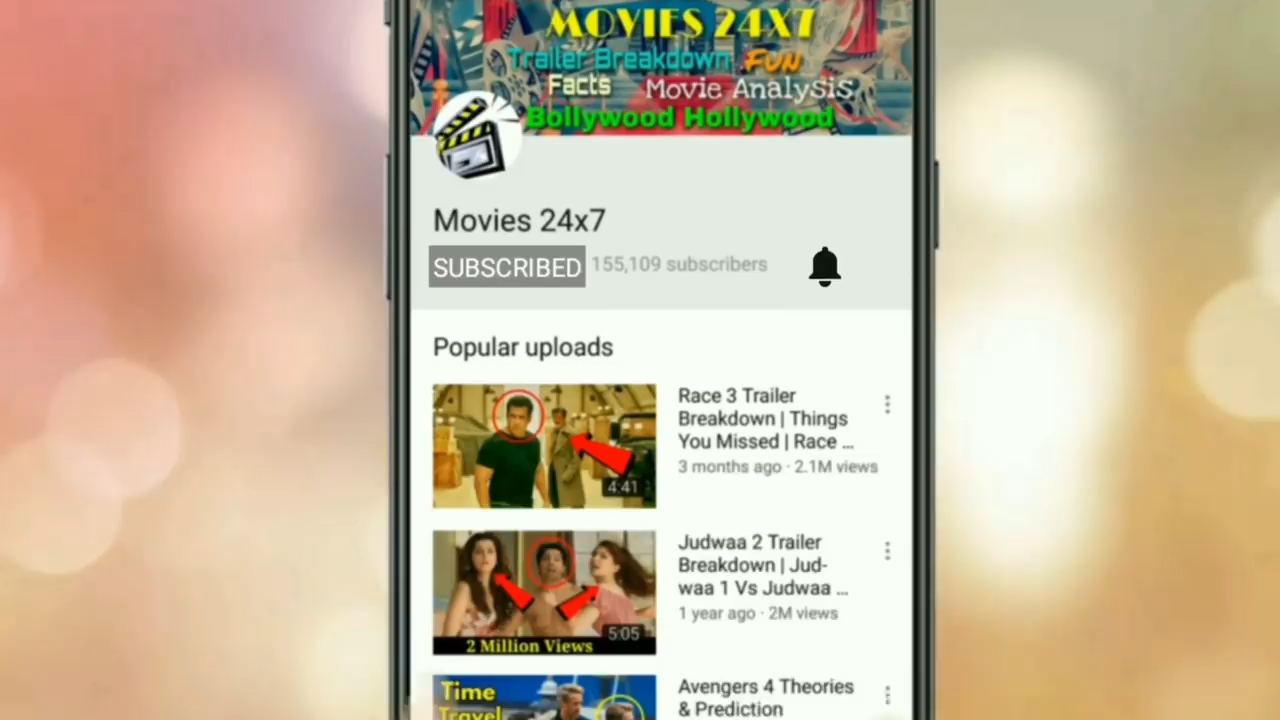 MOVIES 24X7
Trailer Breakdown FUN
Facts Movie Analysis
Bollywood Hollywood
Movies 24x7
SUBSCRIBED 155,109 subscribers
Popular uploads
Race 3 Trailer
Breakdown | Things
You Missed | Race ...
3 months ago · 2.1M views
4:41
Judwaa 2 Trailer
Breakdown | Jud-
waa 1 Vs Judwaa ...
1 year ago · 2M views
5:05
2 Million Views
Avengers 4 Theories
& Prediction
Time
Travel